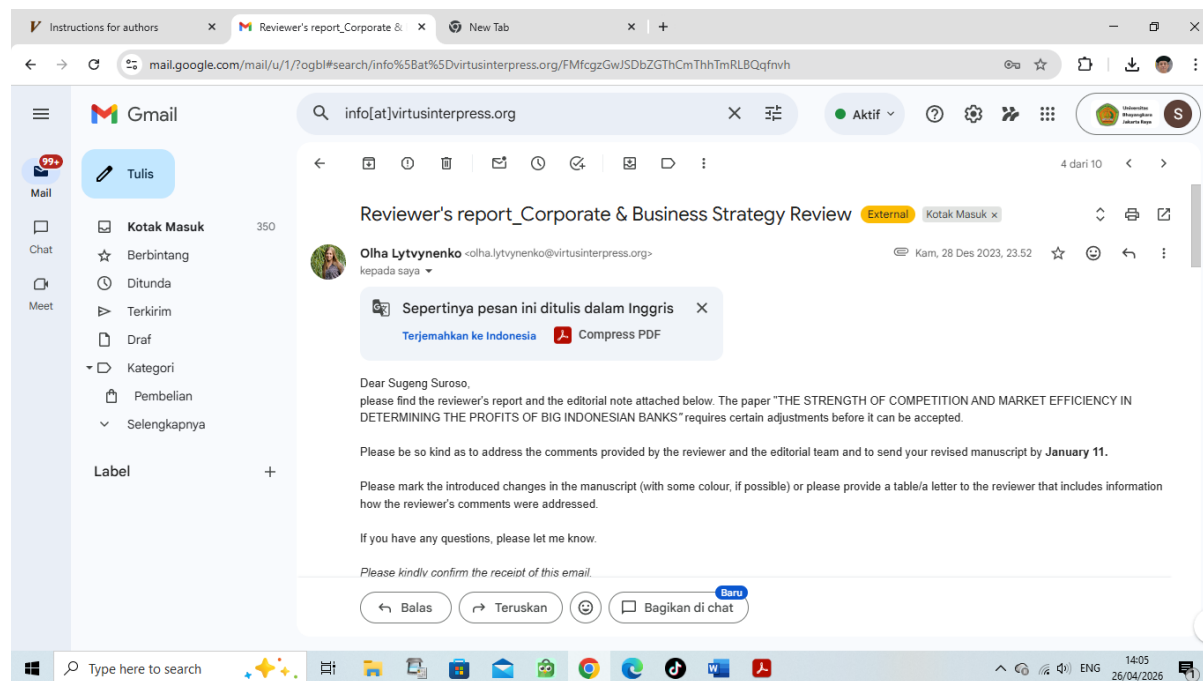 Instructions for authors
Reviewer's report_Corporate &
New Tab
mail.google.com/mail/u/1/?ogbl#search/info%5Bat%5Dvirtusinterpress.org/FMfcgzGwJSDbZGThCmThhTmRLBQqfnvh
Gmail
info[at]virtusinterpress.org
Aktif
Universitas
Bhayangkara
Jakarta Raya
S
99+
Mail
Chat
Meet
Tulis
Kotak Masuk 350
Berbintang
Ditunda
Terkirim
Draf
Kategori
Pembelian
Selengkapnya
Label
4 dari 10
Reviewer's report_Corporate & Business Strategy Review External Kotak Masuk ×
Olha Lytvynenko <olha.lytvynenko@virtusinterpress.org> Kam, 28 Des 2023, 23.52
kepada saya
Sepertinya pesan ini ditulis dalam Inggris
Terjemahkan ke Indonesia Compress PDF
Dear Sugeng Suroso,
please find the reviewer's report and the editorial note attached below. The paper "THE STRENGTH OF COMPETITION AND MARKET EFFICIENCY IN
DETERMINING THE PROFITS OF BIG INDONESIAN BANKS" requires certain adjustments before it can be accepted.
Please be so kind as to address the comments provided by the reviewer and the editorial team and to send your revised manuscript by January 11.
Please mark the introduced changes in the manuscript (with some colour, if possible) or please provide a table/a letter to the reviewer that includes information
how the reviewer's comments were addressed.
If you have any questions, please let me know.
Please kindly confirm the receipt of this email.
Balas
Teruskan
Bagikan di chat
Baru
Type here to search
ENG
14:05
26/04/2026